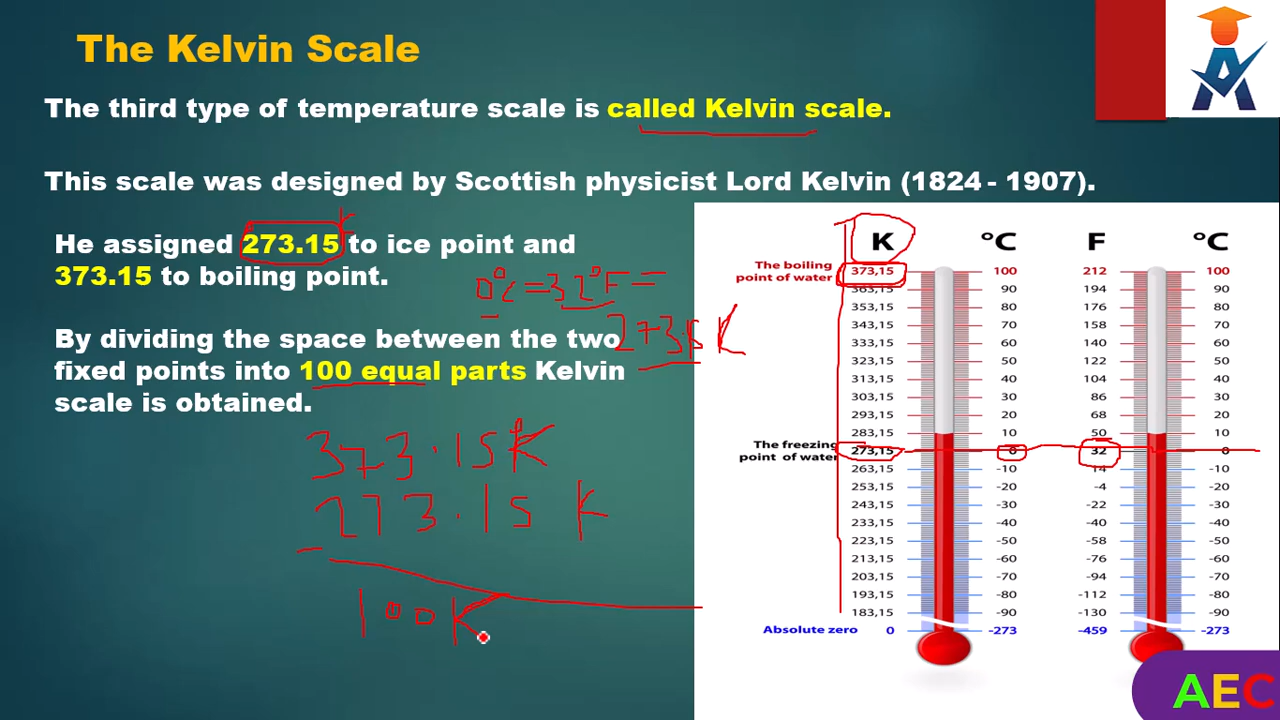 The Kelvin Scale
The third type of temperature scale is called Kelvin scale.
This scale was designed by Scottish physicist Lord Kelvin (1824 - 1907).
He assigned 273.15 to ice point and
K
373.15 to boiling point.
0°C = 32°F =
273.15 K
By dividing the space between the two
fixed points into 100 equal parts Kelvin
scale is obtained.
373.15 K
273.15 K
100K
K °C F °C
The boiling
point of water
373,15 100 212 100
363,15 90 194 90
353,15 80 176 80
343,15 70 158 70
333,15 60 140 60
323,15 50 122 50
313,15 40 104 40
303,15 30 86 30
293,15 20 68 20
283,15 10 50 10
The freezing
point of water
273,15 0 32 0
263,15 -10 14 -10
253,15 -20 -4 -20
243,15 -30 -22 -30
233,15 -40 -40 -40
223,15 -50 -58 -50
213,15 -60 -76 -60
203,15 -70 -94 -70
193,15 -80 -112 -80
183,15 -90 -130 -90
Absolute zero 0 -273 -459 -273
AEC